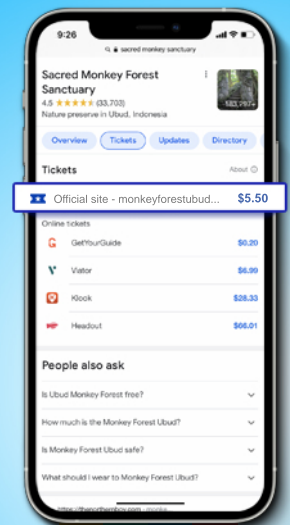 9:26
sacred monkey sanctuary
Sacred Monkey Forest
Sanctuary
4.5 ★★★★★ (33,703)
Nature preserve in Ubud, Indonesia
Overview
Tickets
Updates
Directory
Tickets
About
Official site - monkeyforestubud... $5.50
Online tickets
GetYourGuide $0.20
Viator $6.99
Klook $28.33
Headout $66.01
People also ask
Is Ubud Monkey Forest free?
How much is the Monkey Forest Ubud?
Is Monkey Forest Ubud safe?
What should I wear to Monkey Forest Ubud?